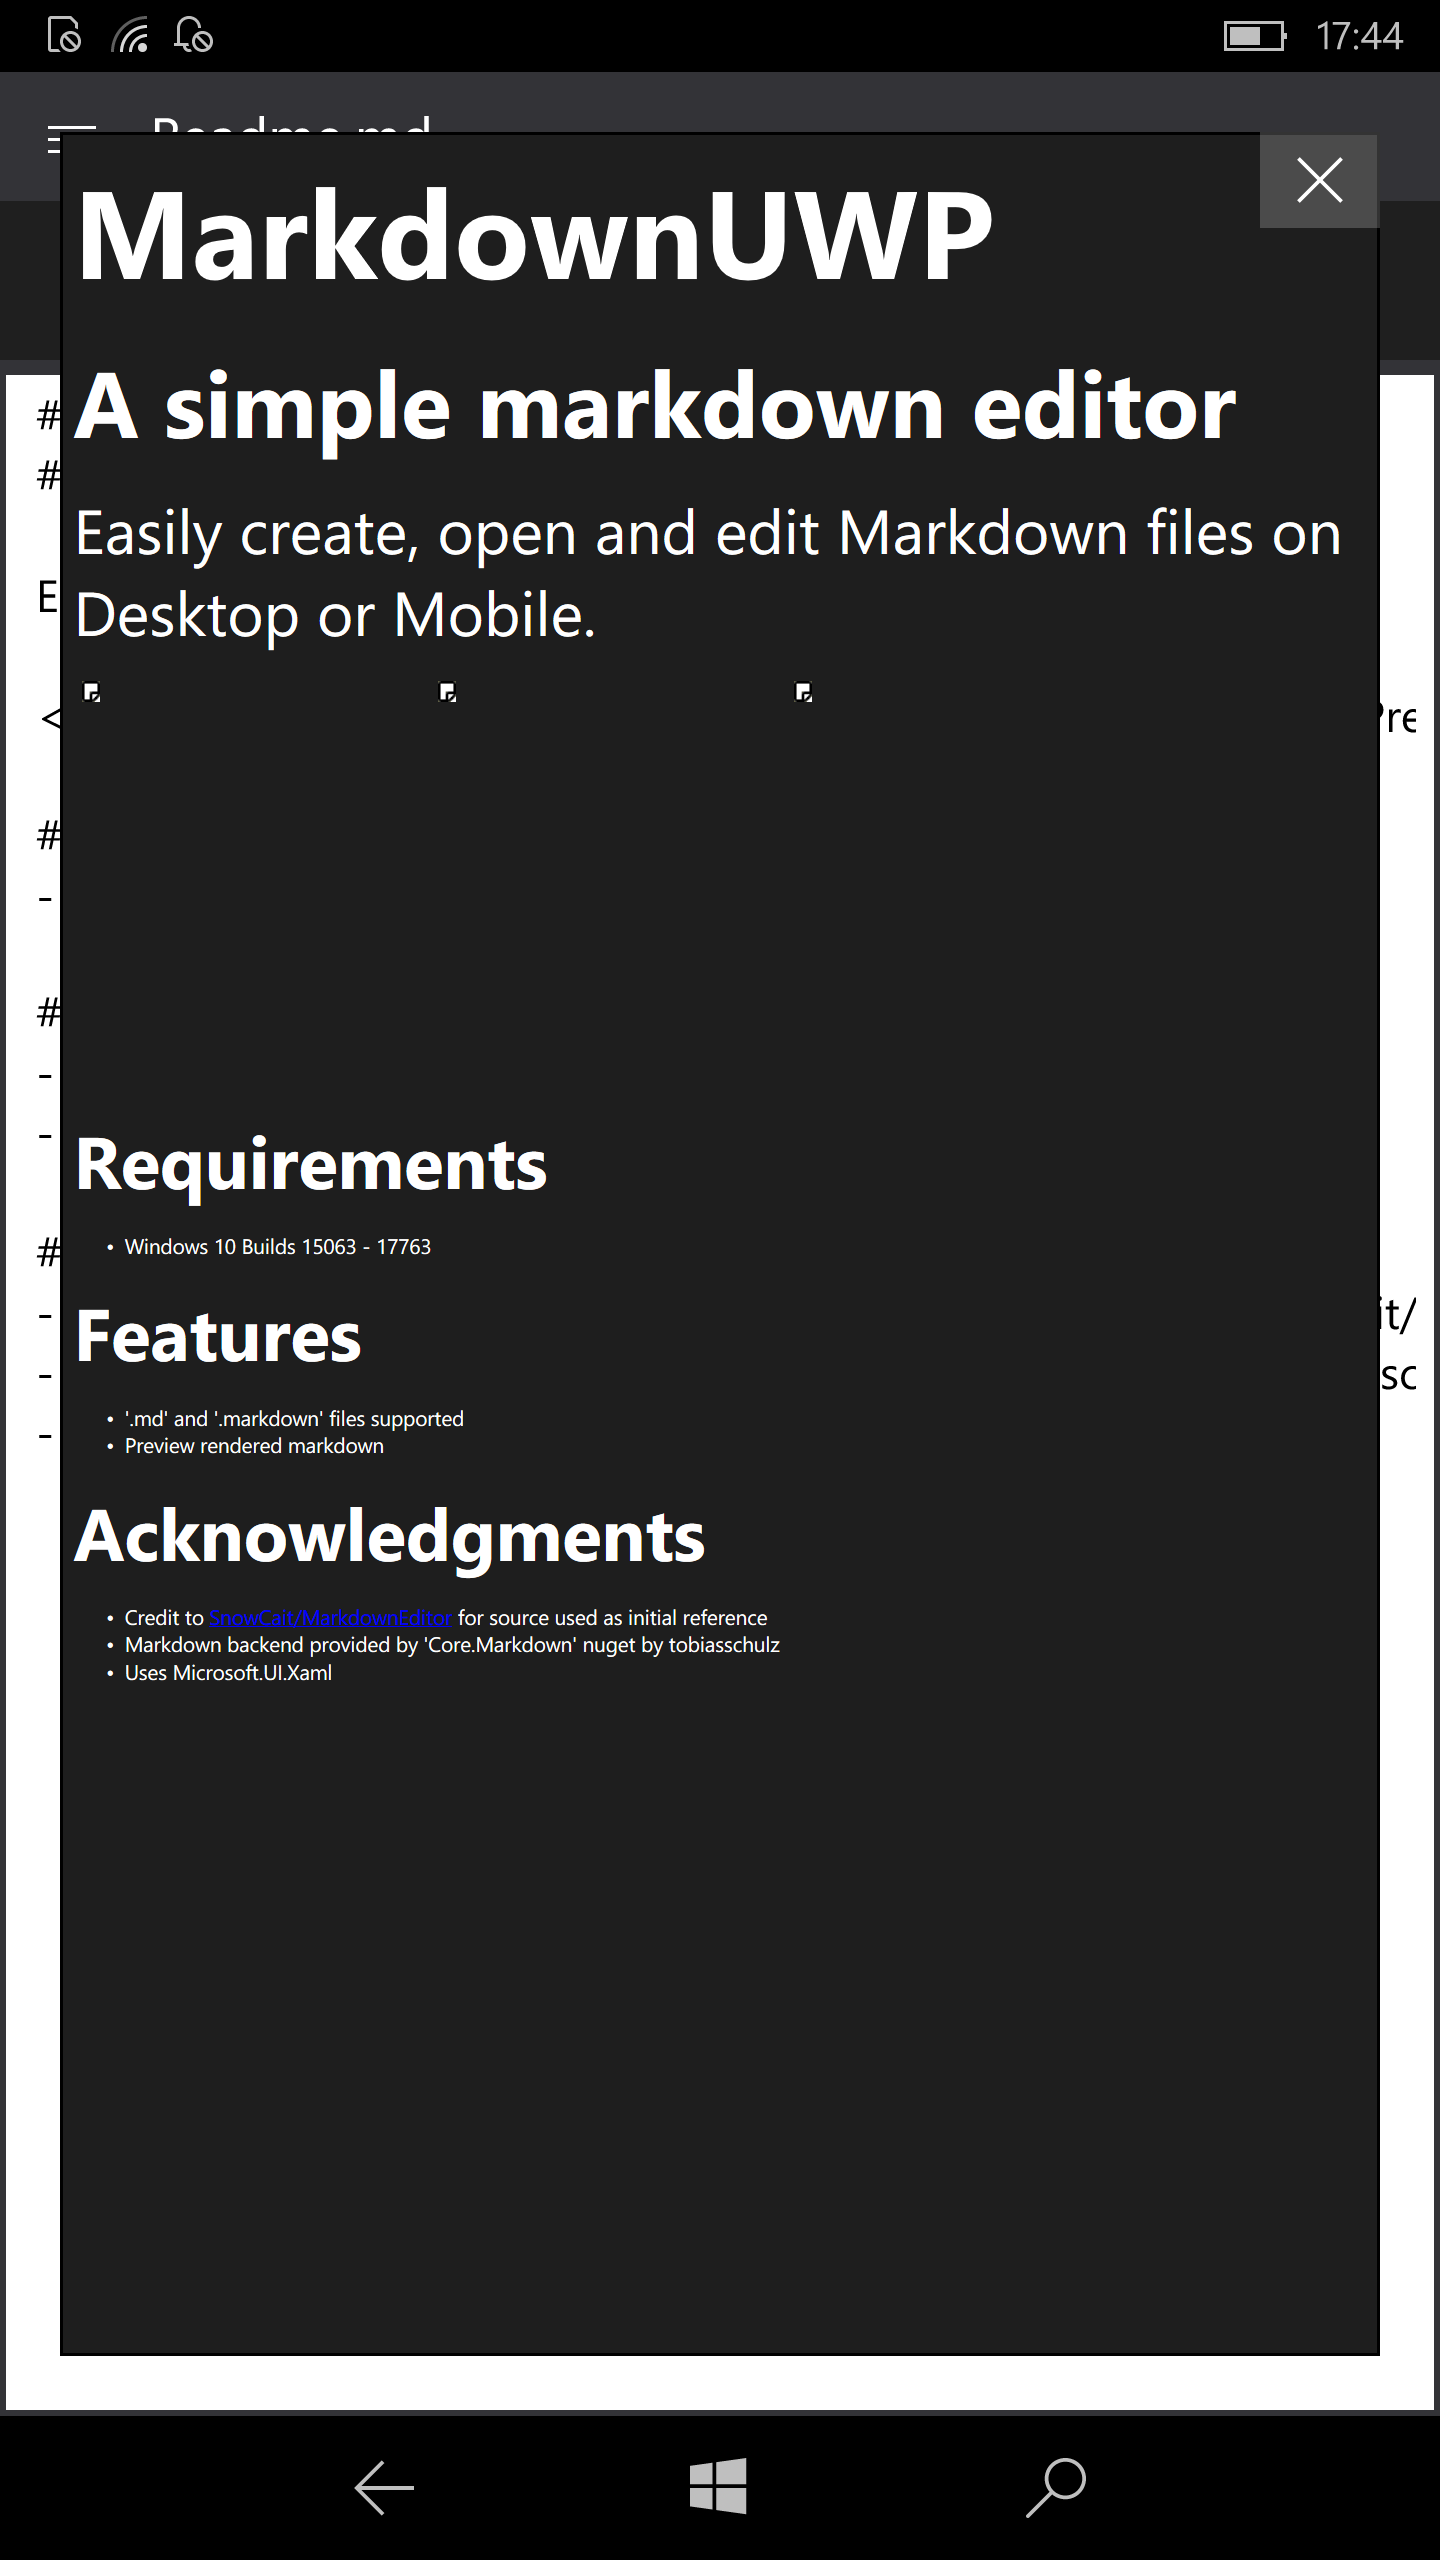 17:44
Readme.md
MarkdownUWP
#
A simple markdown editor
#
Easily create, open and edit Markdown files on
E
Desktop or Mobile.
<
Pre
#
-
#
-
-
Requirements
#
• Windows 10 Builds 15063 - 17763
-
it/
Features
-
sc
• '.md' and '.markdown' files supported
-
• Preview rendered markdown
Acknowledgments
• Credit to SnowCait/MarkdownEditor for source used as initial reference
• Markdown backend provided by 'Core.Markdown' nuget by tobiasschulz
• Uses Microsoft.UI.Xaml